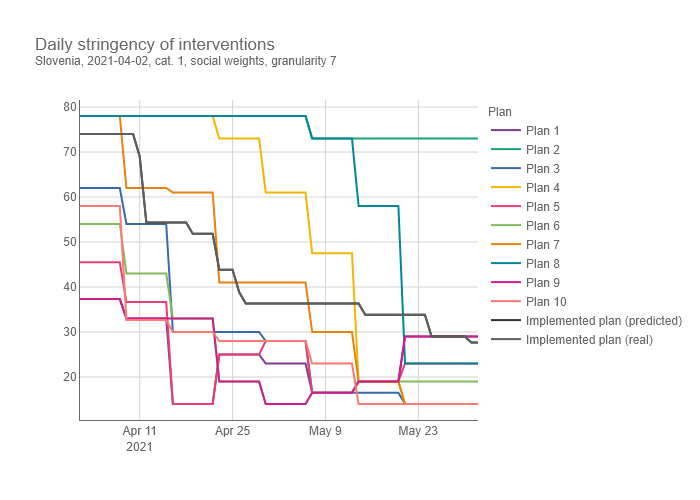 Daily stringency of interventions
Slovenia, 2021-04-02, cat. 1, social weights, granularity 7
80
70
60
50
40
30
20
Apr 11
2021
Apr 25
May 9
May 23
Plan
Plan 1
Plan 2
Plan 3
Plan 4
Plan 5
Plan 6
Plan 7
Plan 8
Plan 9
Plan 10
Implemented plan (predicted)
Implemented plan (real)